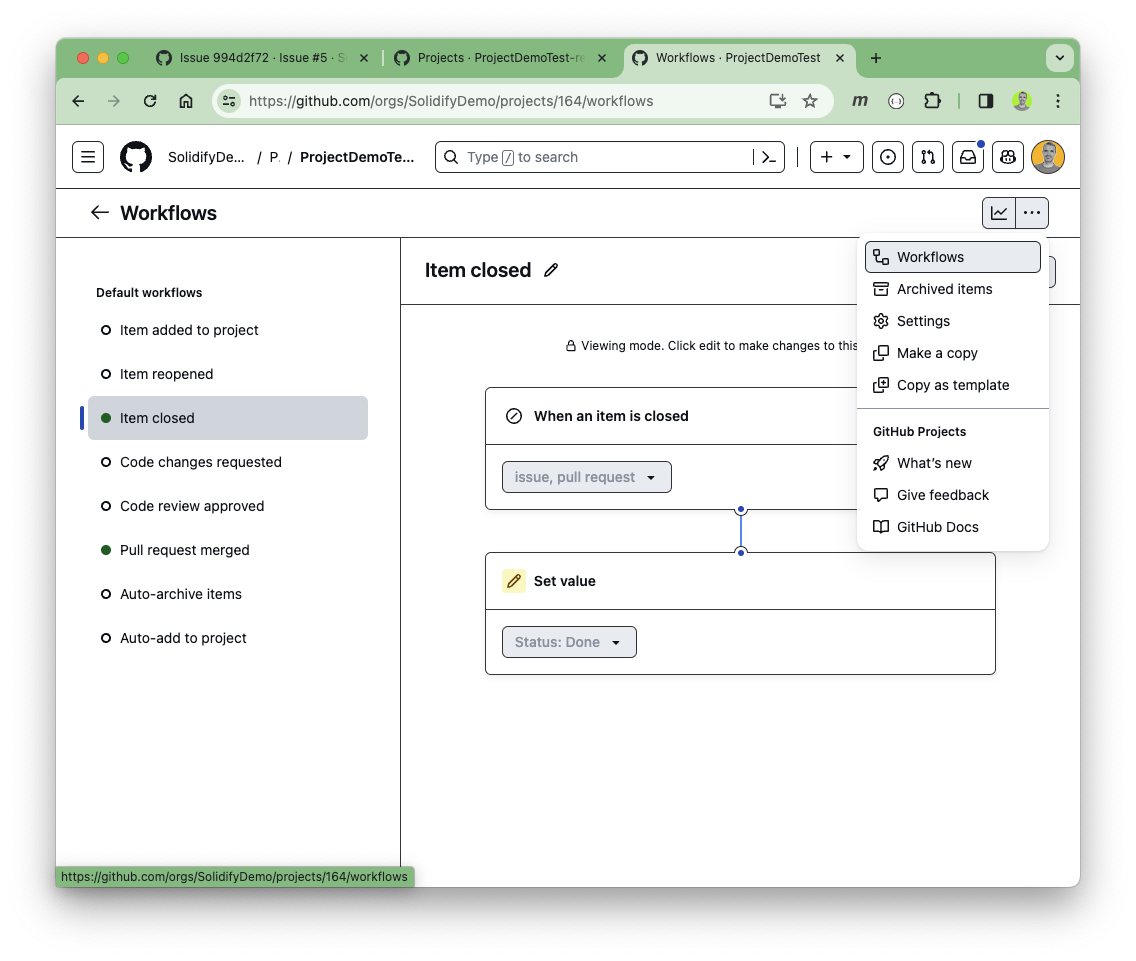 Issue 994d2f72 · Issue #5 · S
Projects · ProjectDemoTest-re
Workflows · ProjectDemoTest
https://github.com/orgs/SolidifyDemo/projects/164/workflows
m
SolidifyDe... / P. / ProjectDemoTe...
Type / to search
Workflows
Default workflows
Item added to project
Item reopened
Item closed
Code changes requested
Code review approved
Pull request merged
Auto-archive items
Auto-add to project
Item closed
Viewing mode. Click edit to make changes to this
When an item is closed
issue, pull request
Set value
Status: Done
Workflows
Archived items
Settings
Make a copy
Copy as template
GitHub Projects
What's new
Give feedback
GitHub Docs
https://github.com/orgs/SolidifyDemo/projects/164/workflows